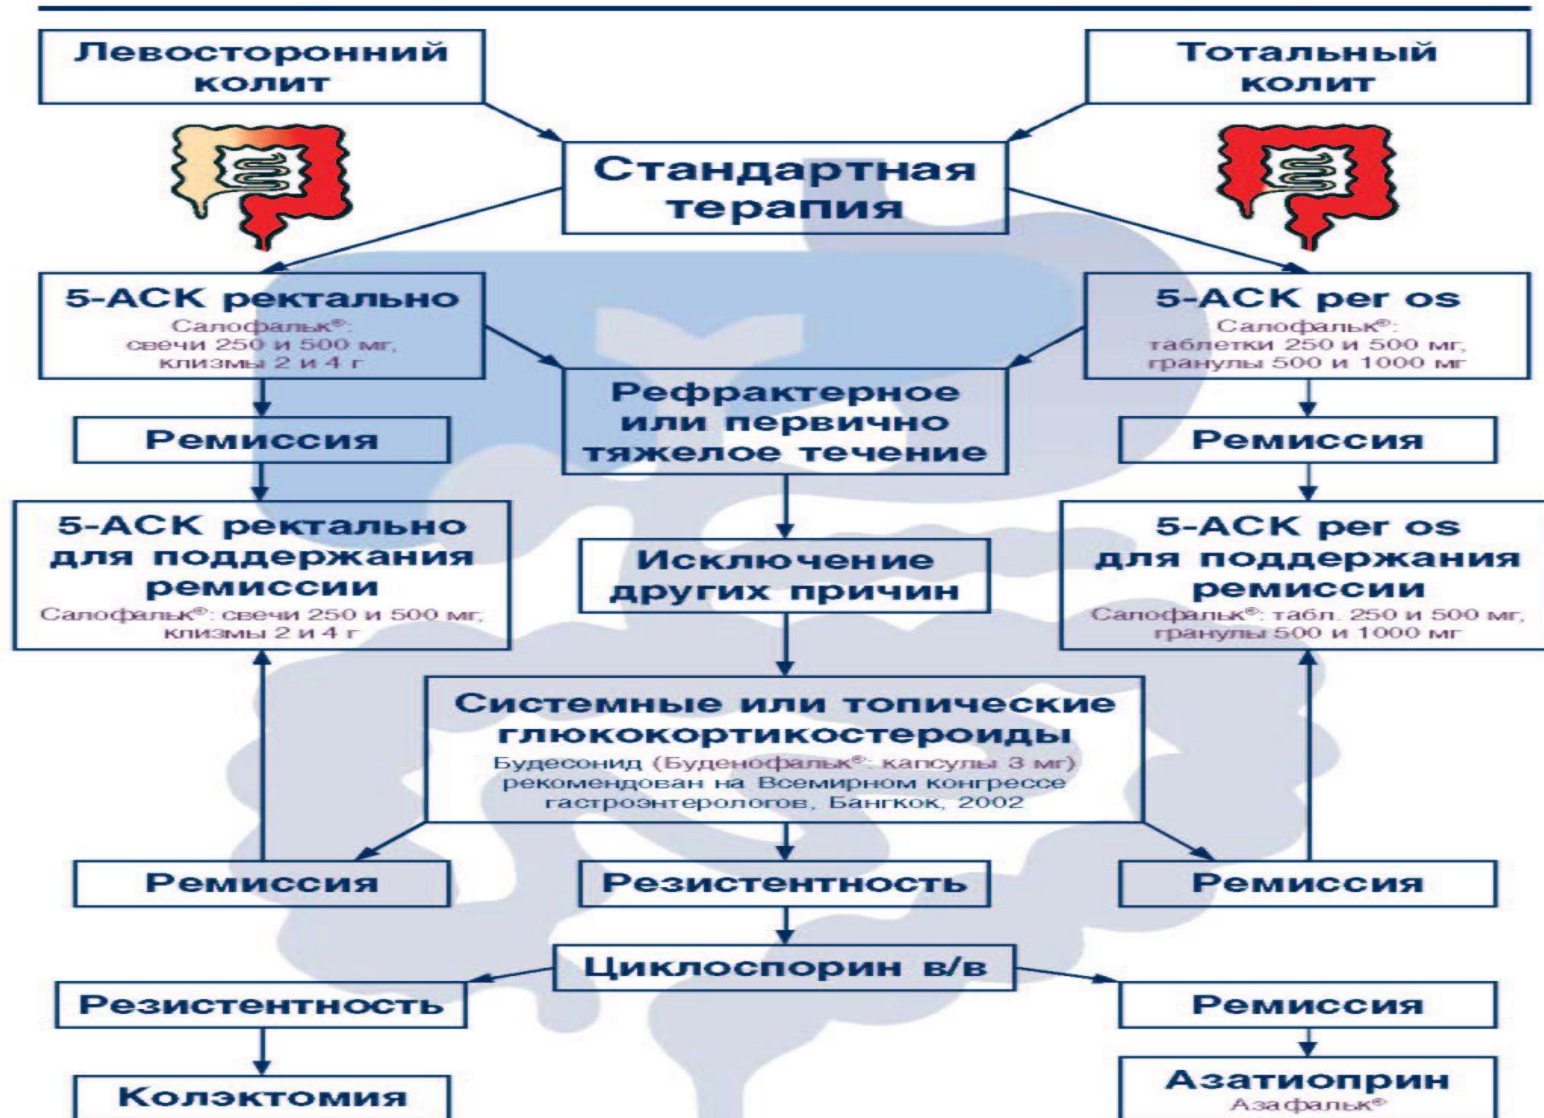 Левосторонний
колит
Тотальный
колит
Стандартная
терапия
5-АСК ректально
Салофальк®:
свечи 250 и 500 мг,
клизмы 2 и 4 г
5-АСК per os
Салофальк®:
таблетки 250 и 500 мг,
гранулы 500 и 1000 мг
Рефрактерное
или первично
тяжелое течение
Ремиссия
Ремиссия
5-АСК ректально
для поддержания
ремиссии
Салофальк®: свечи 250 и 500 мг,
клизмы 2 и 4 г
Исключение
других причин
5-АСК per os
для поддержания
ремиссии
Салофальк®: табл. 250 и 500 мг,
гранулы 500 и 1000 мг
Системные или топические
глюкокортикостероиды
Будесонид (Буденофальк®: капсулы 3 мг)
рекомендован на Всемирном конгрессе
гастроэнтерологов, Бангкок, 2002
Ремиссия
Резистентность
Ремиссия
Циклоспорин в/в
Резистентность
Ремиссия
Колэктомия
Азатиоприн
Азафальк®